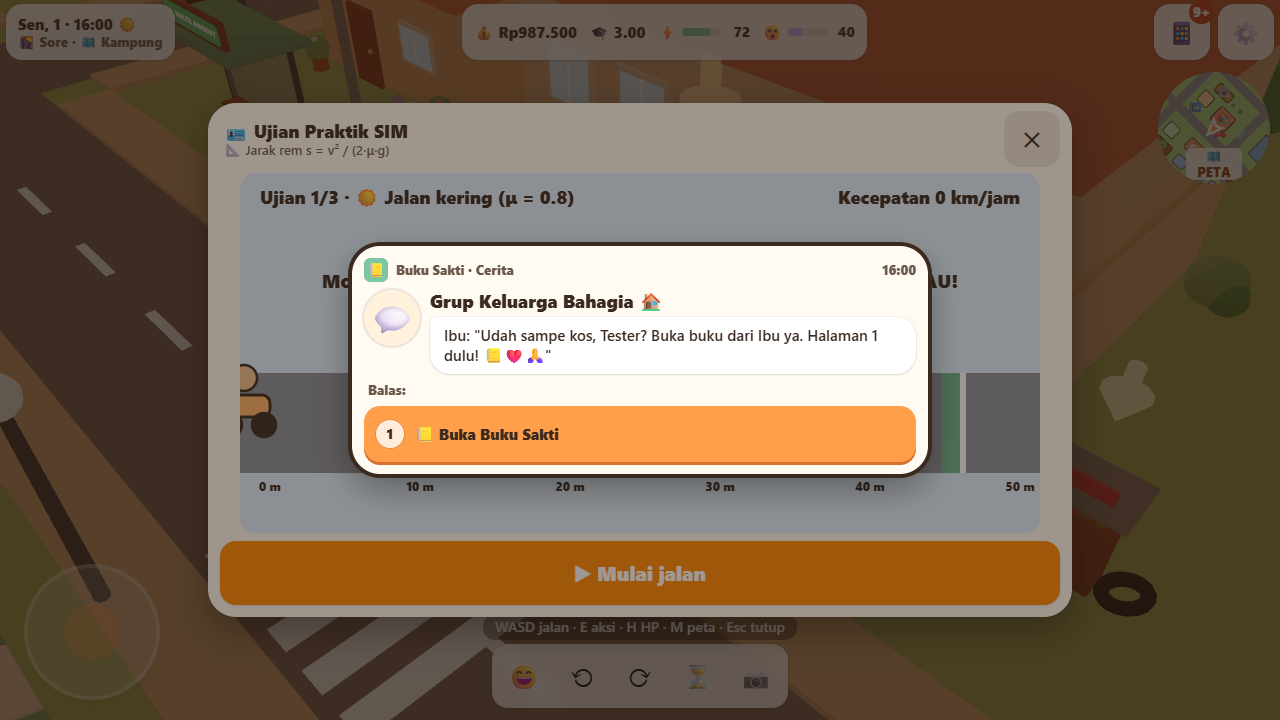 Sen, 1 · 16:00
Sore · Kampung
Rp987.500
3.00
72
40
9+
PETA
Ujian Praktik SIM
Jarak rem s = v² / (2·μ·g)
Ujian 1/3 · Jalan kering (μ = 0.8)
Kecepatan 0 km/jam
Buku Sakti · Cerita
16:00
Grup Keluarga Bahagia
Ibu: "Udah sampe kos, Tester? Buka buku dari Ibu ya. Halaman 1
dulu! "
Balas:
1
Buka Buku Sakti
0 m
10 m
20 m
30 m
40 m
50 m
Mulai jalan
WASD jalan · E aksi · H HP · M peta · Esc tutup